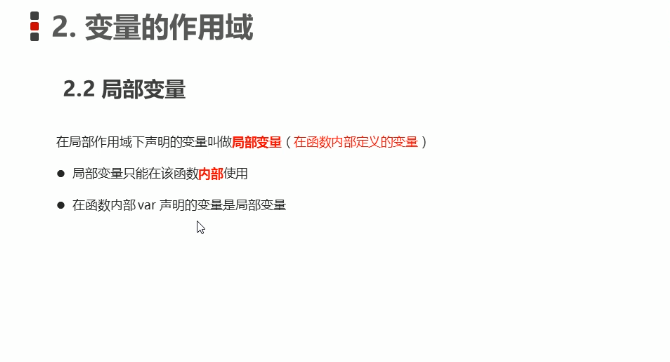 2. 变量的作用域
2.2 局部变量
在局部作用域下声明的变量叫做局部变量（在函数内部定义的变量）
● 局部变量只能在该函数内部使用
● 在函数内部 var 声明的变量是局部变量